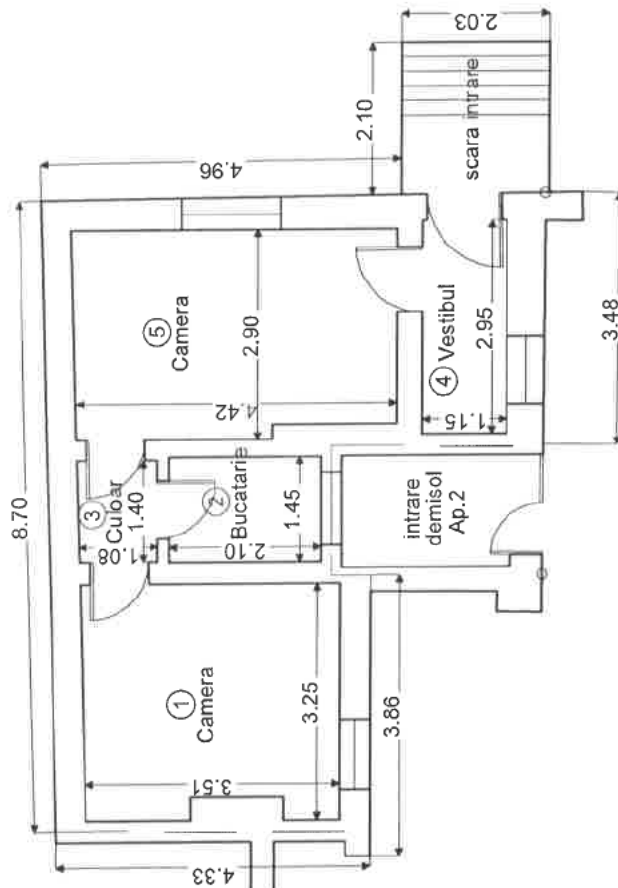 2.03
2.10
scara intrare
4.96
8.70
5
Camera
2.90
4.42
4 Vestibul
2.95
1.15
3.48
3
Culoar
1.40
1.08
2
Bucatarie
1.45
2.10
intrare
demisol
Ap.2
1
Camera
3.25
3.51
3.86
4.33